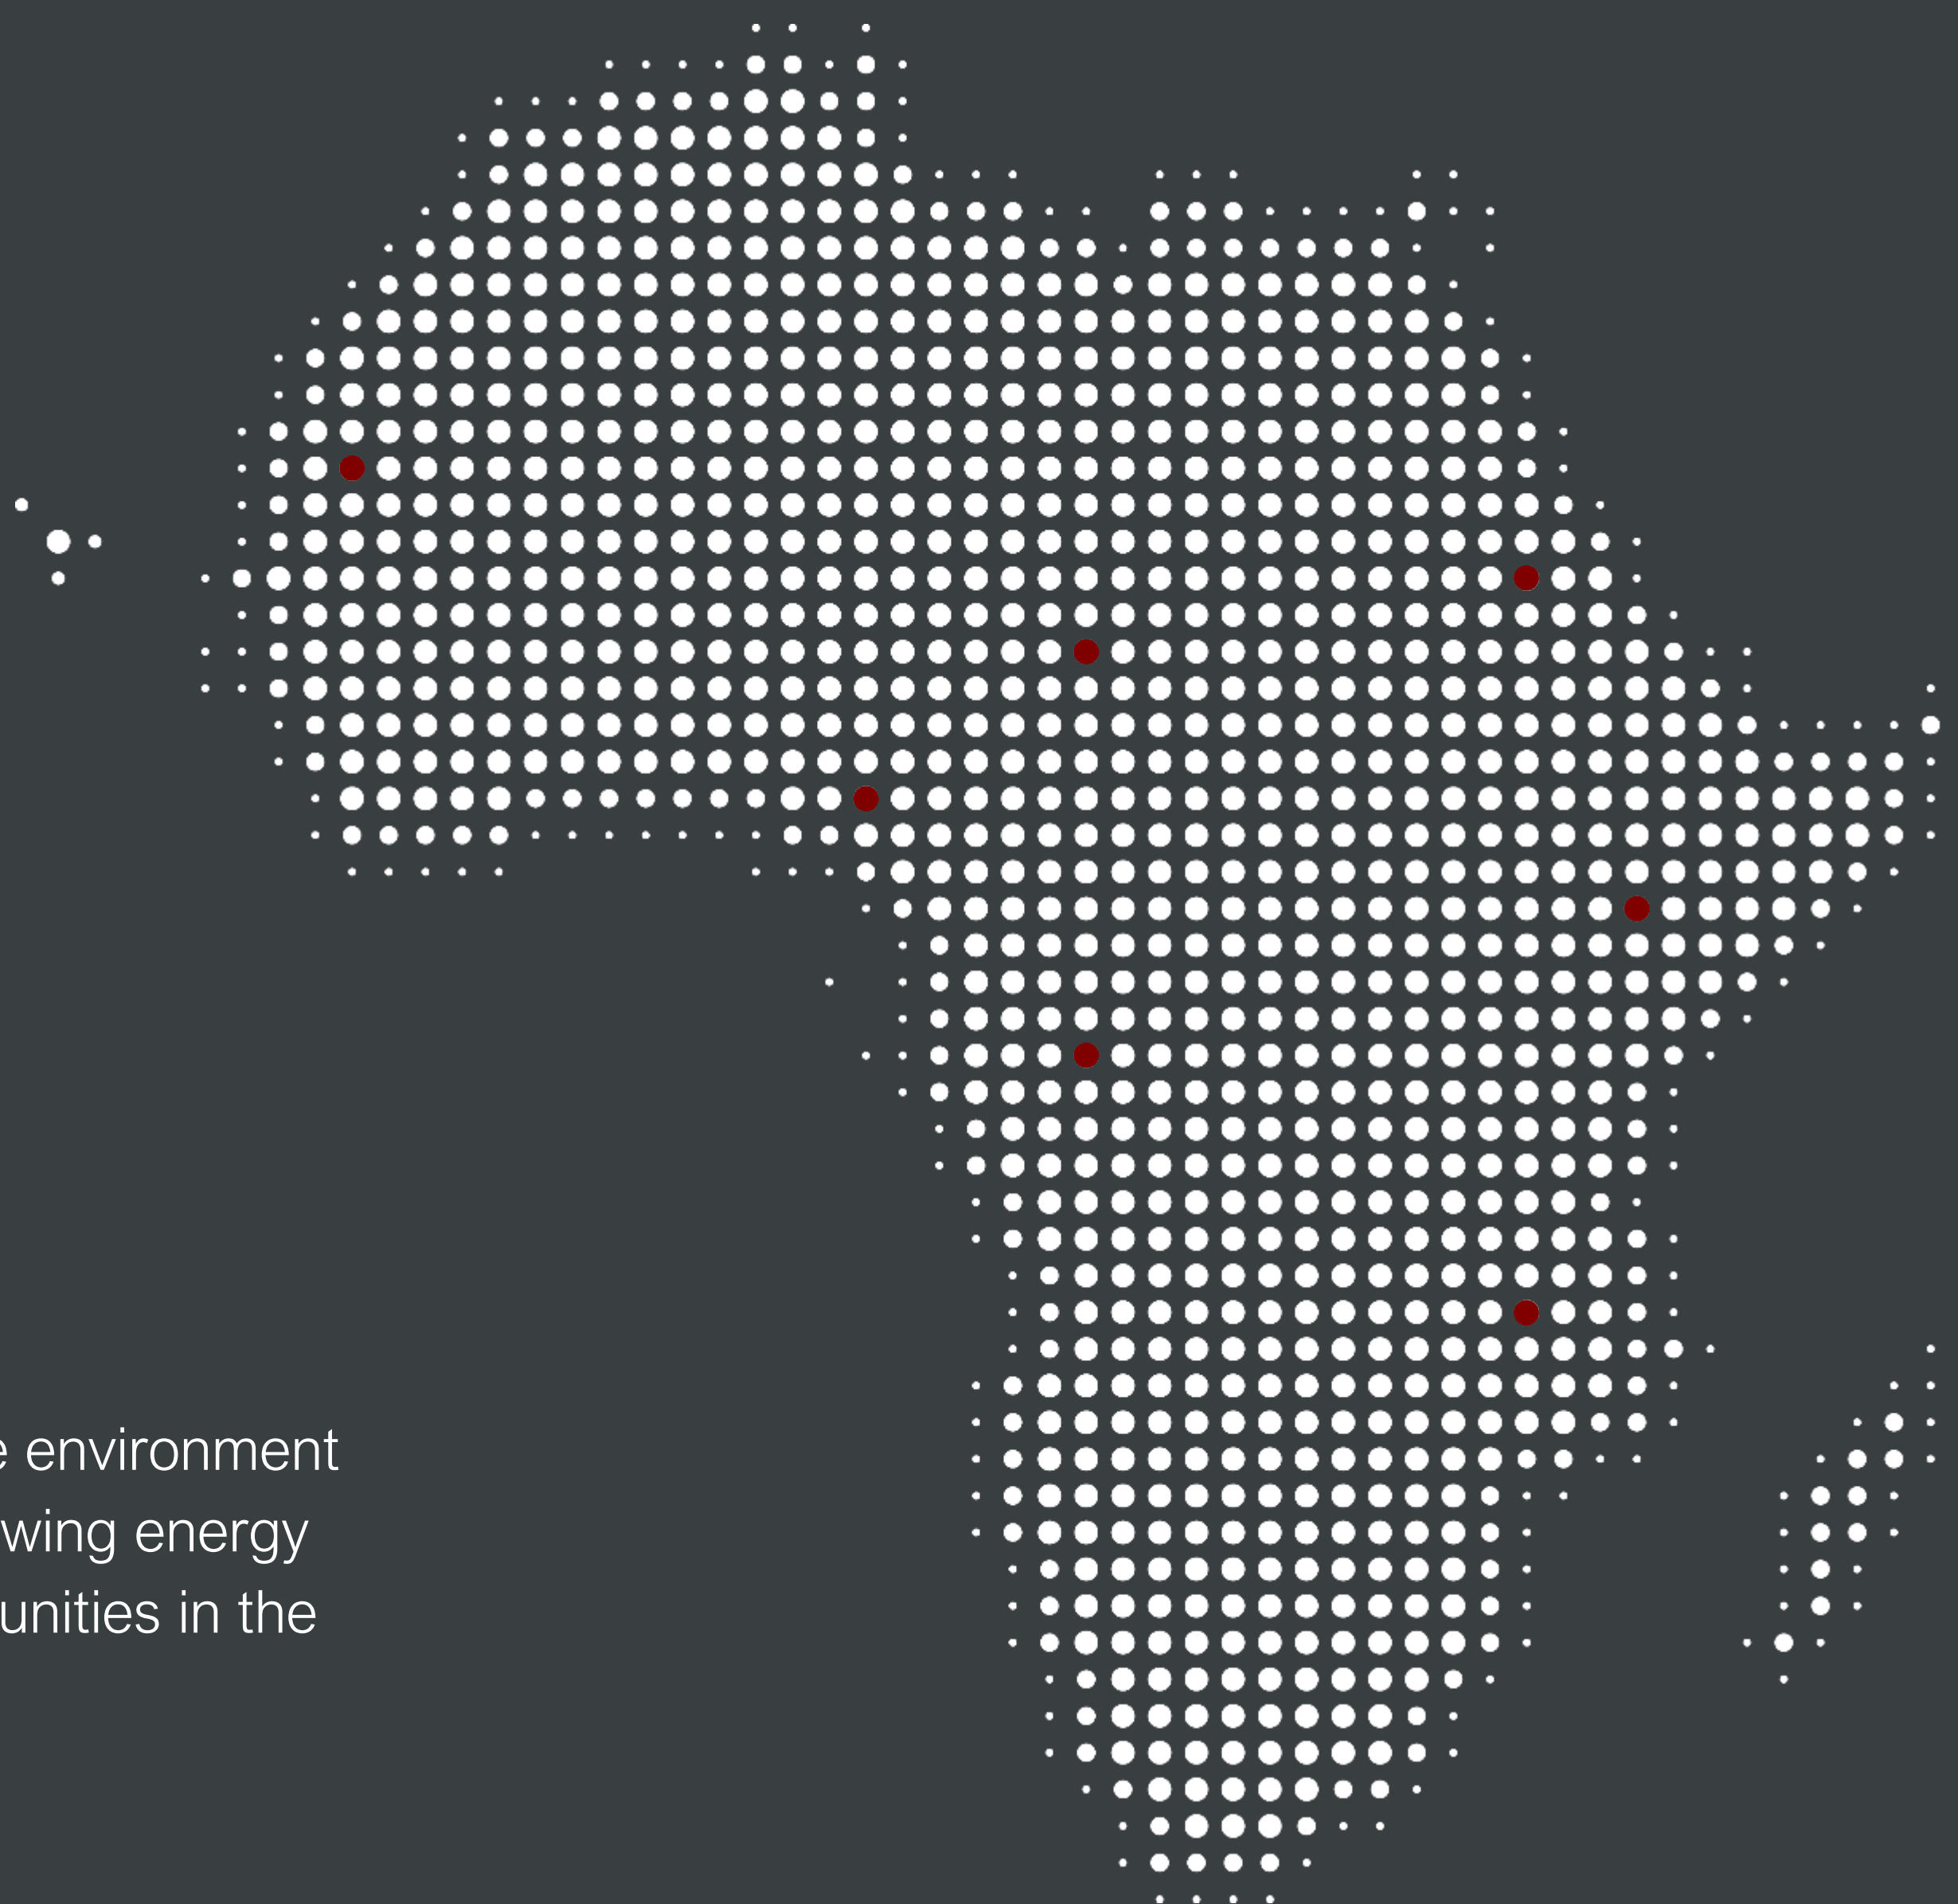 environment
wing energy
unities in the